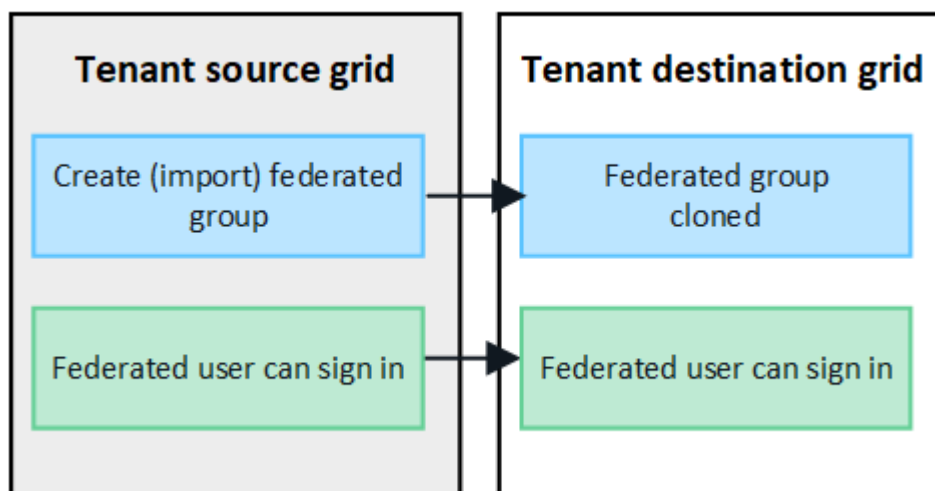 Tenant source grid
Create (import) federated
group
Federated user can sign in
Tenant destination grid
Federated group
cloned
Federated user can sign in